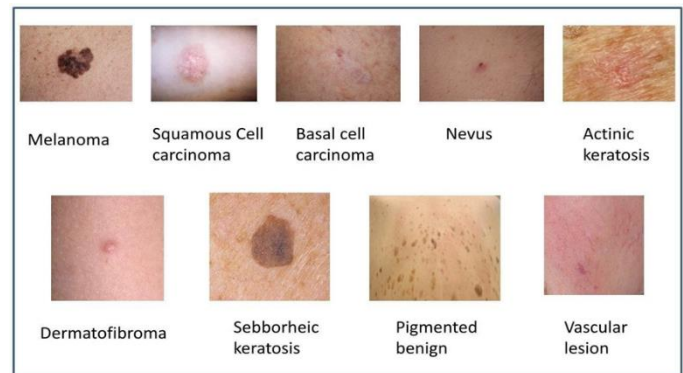 Melanoma
Squamous Cell
carcinoma
Basal cell
carcinoma
Nevus
Actinic
keratosis
Dermatofibroma
Sebborheic
keratosis
Pigmented
benign
Vascular
lesion